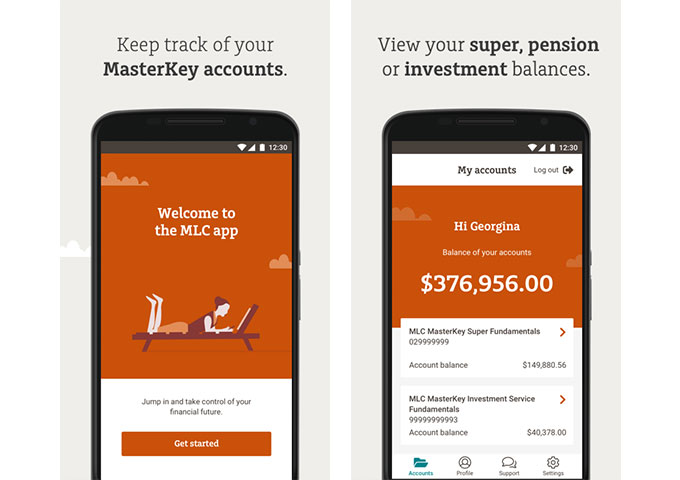 Keep track of your
MasterKey accounts.
12:30
Welcome to
the MLC app
Jump in and take control of your
financial future.
Get started
View your super, pension
or investment balances.
12:30
My accounts
Log out
Hi Georgina
Balance of your accounts
$376,956.00
MLC MasterKey Super Fundamentals
029999999
Account balance $149,880.56
MLC MasterKey Investment Service
Fundamentals
99999999993
Account balance $40,378.00
Accounts Profile Support Settings